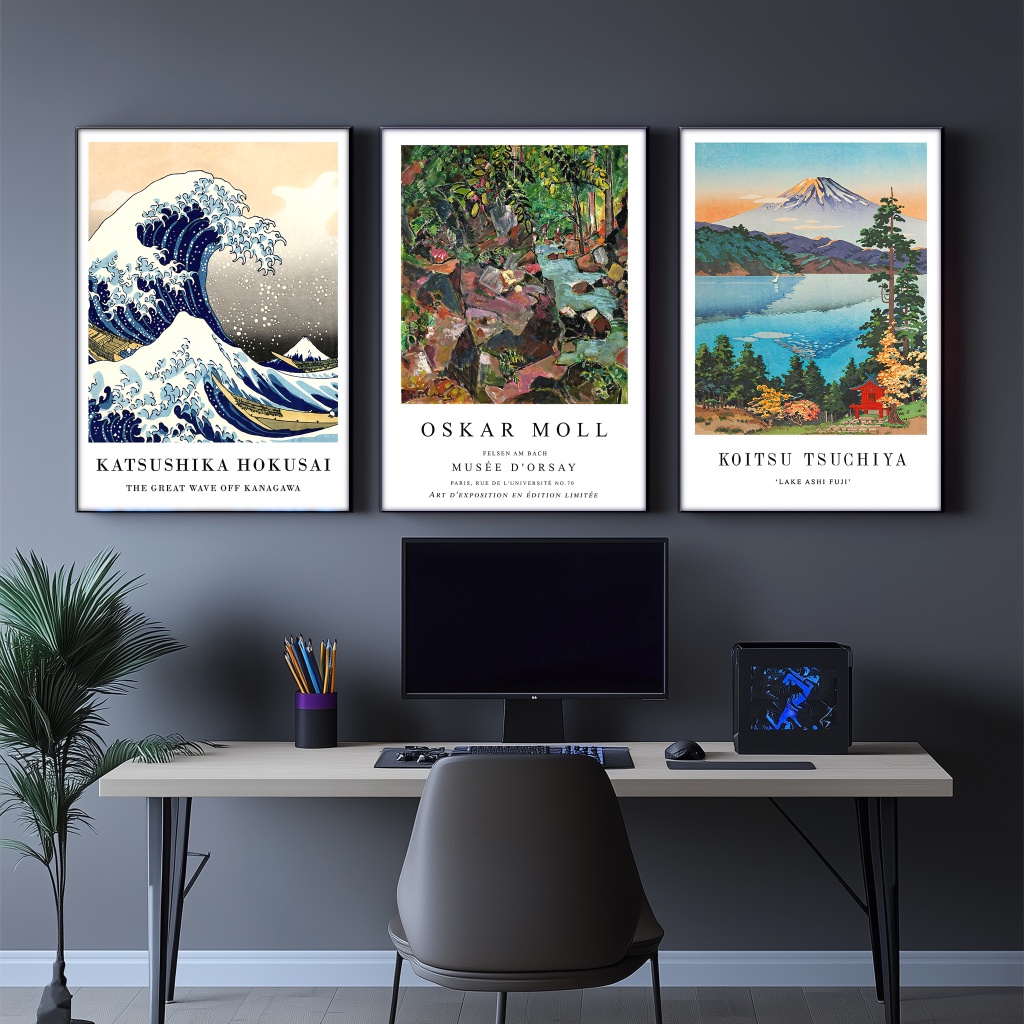 KATSUSHIKA HOKUSAI
THE GREAT WAVE OFF KANAGAWA
OSKAR MOLL
FELSEN AM BACH
MUSÉE D'ORSAY
PARIS, RUE DE L'UNIVERSITÉ NO.70
ART D'EXPOSITION EN ÉDITION LIMITÉE
KOITSU TSUCHIYA
'LAKE ASHI FUJI'